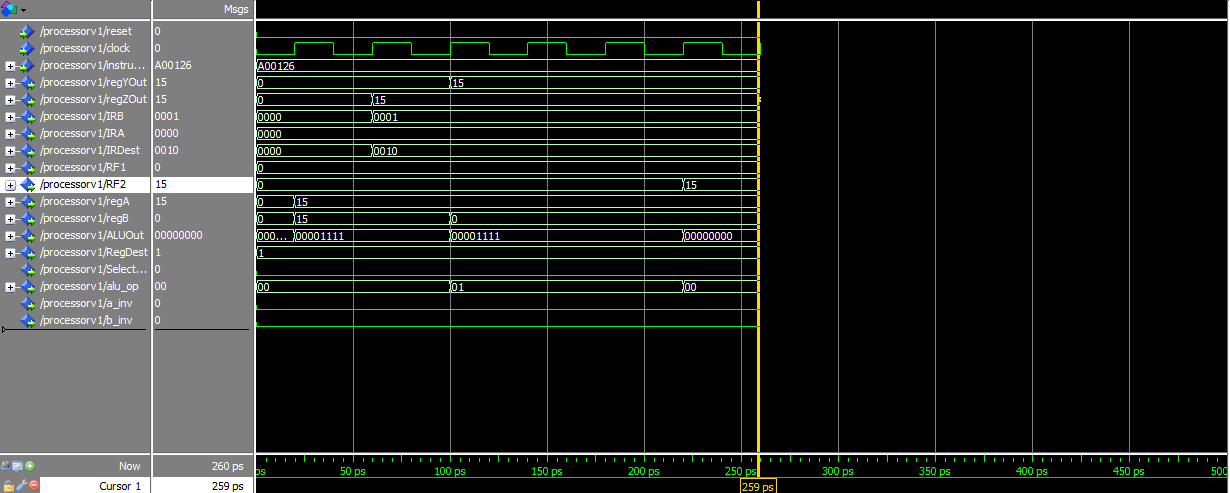 Msgs
/processorv1/reset 0
/processorv1/clock 0
/processorv1/instru... A00126 A00126
/processorv1/regYOut 15 0 15
/processorv1/regZOut 15 0 15
/processorv1/IRB 0001 0000 0001
/processorv1/IRA 0000 0000
/processorv1/IRDest 0010 0000 0010
/processorv1/RF1 0 0
/processorv1/RF2 15 0 15
/processorv1/regA 15 0 15
/processorv1/regB 0 0 15 0
/processorv1/ALUOut 00000000 000... 00001111 00001111 00000000
/processorv1/RegDest 1 1
/processorv1/Select... 0
/processorv1/alu_op 00 00 01 00
/processorv1/a_inv 0
/processorv1/b_inv 0
Now 260 ps ps 50 ps 100 ps 150 ps 200 ps 250 ps 300 ps 350 ps 400 ps 450 ps 500
Cursor 1 259 ps 259 ps